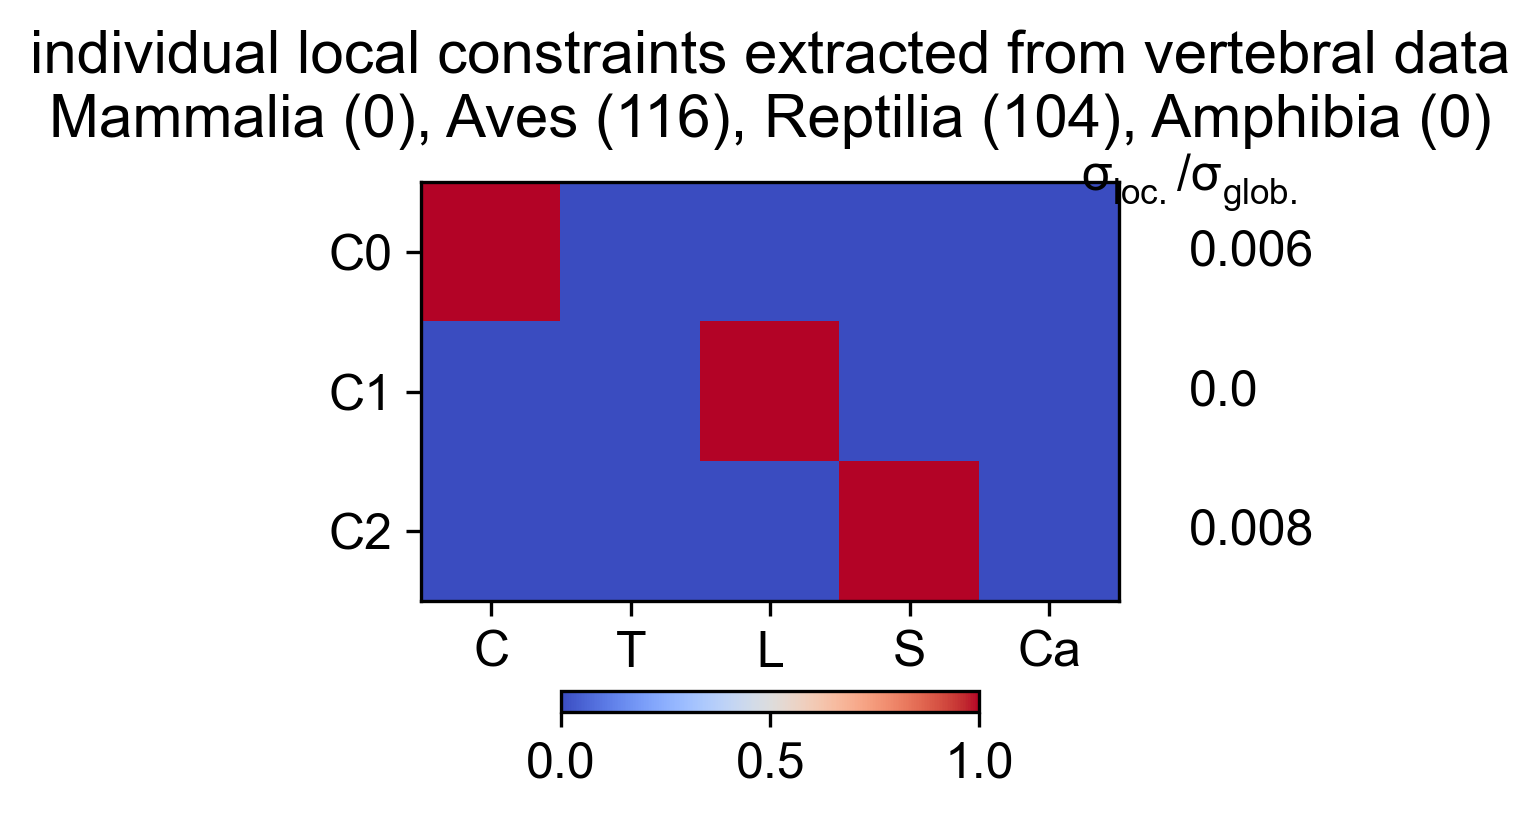 individual local constraints extracted from vertebral data
Mammalia (0), Aves (116), Reptilia (104), Amphibia (0)
σloc. /σglob.
C0 0.006
C1 0.0
C2 0.008
C T L S Ca
0.0 0.5 1.0